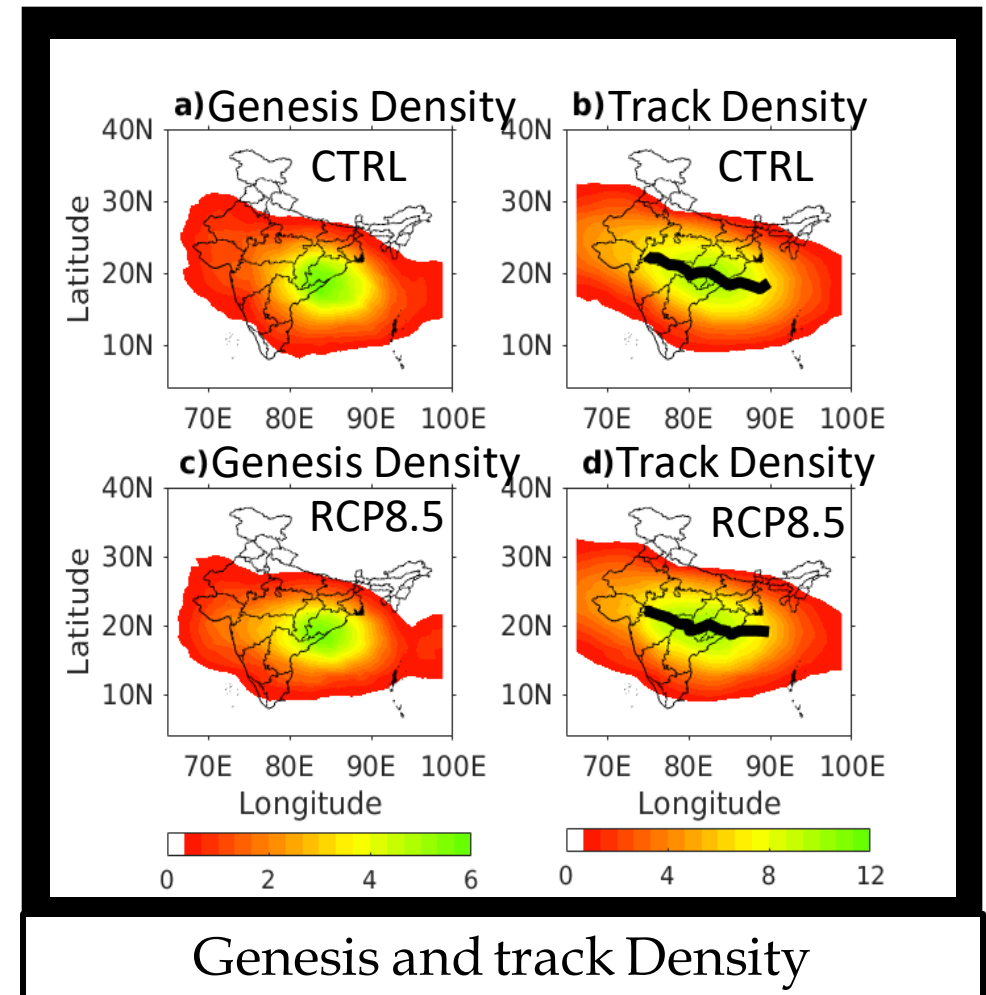 a) Genesis Density
b) Track Density
CTRL
CTRL
40N
30N
20N
10N
Latitude
40N
30N
20N
10N
70E 80E 90E 100E
70E 80E 90E 100E
c) Genesis Density
d) Track Density
RCP8.5
RCP8.5
40N
30N
20N
10N
Latitude
40N
30N
20N
10N
70E 80E 90E 100E
70E 80E 90E 100E
Longitude
Longitude
0 2 4 6
0 4 8 12
Genesis and track Density